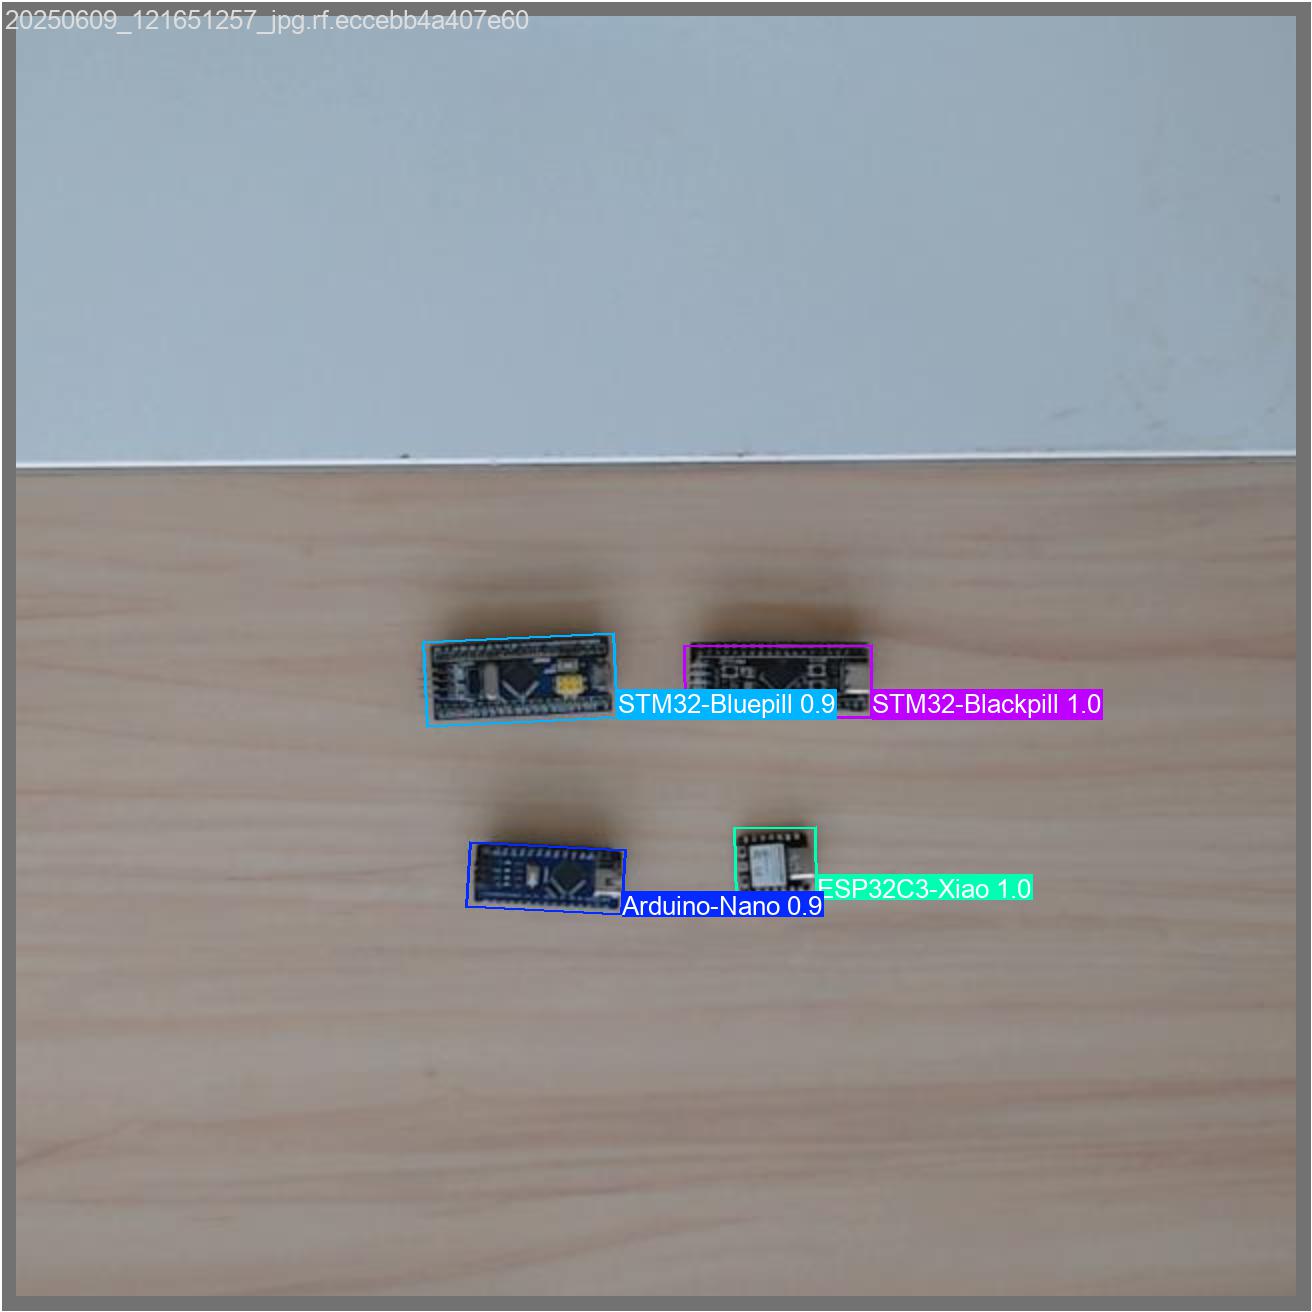 20250609_121651257_jpg.rf.eccebb4a407e60
STM32-Bluepill 0.9
STM32-Blackpill 1.0
ESP32C3-Xiao 1.0
Arduino-Nano 0.9